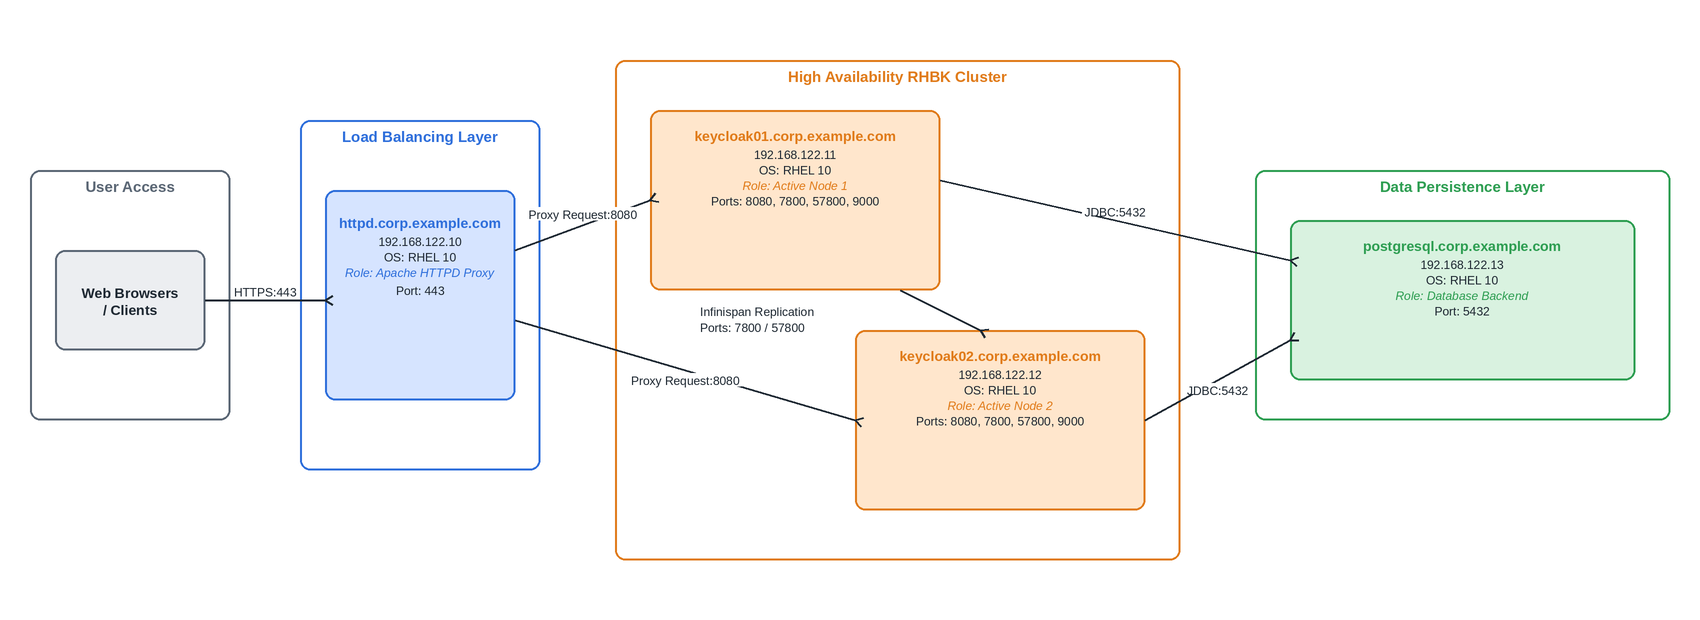 User Access
Web Browsers
/ Clients
HTTPS:443
Load Balancing Layer
httpd.corp.example.com
192.168.122.10
OS: RHEL 10
Role: Apache HTTPD Proxy
Port: 443
Proxy Request:8080
Proxy Request:8080
High Availability RHBK Cluster
keycloak01.corp.example.com
192.168.122.11
OS: RHEL 10
Role: Active Node 1
Ports: 8080, 7800, 57800, 9000
Infinispan Replication
Ports: 7800 / 57800
keycloak02.corp.example.com
192.168.122.12
OS: RHEL 10
Role: Active Node 2
Ports: 8080, 7800, 57800, 9000
JDBC:5432
JDBC:5432
Data Persistence Layer
postgresql.corp.example.com
192.168.122.13
OS: RHEL 10
Role: Database Backend
Port: 5432